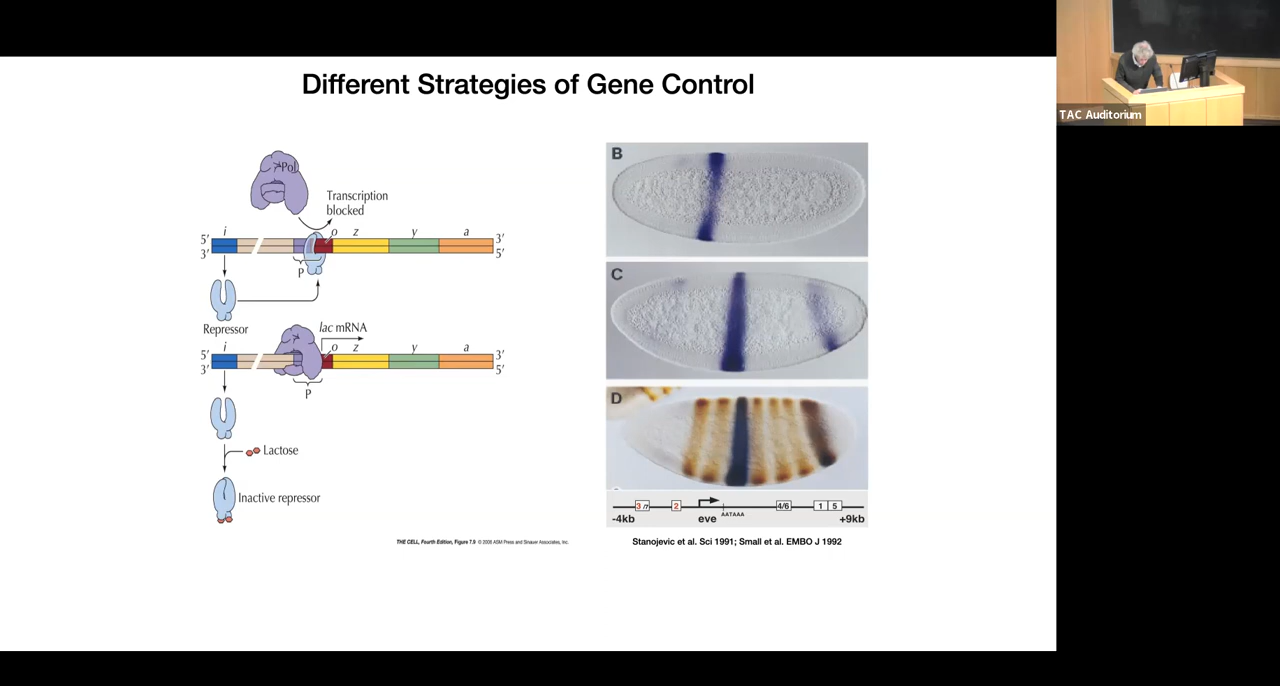 Different Strategies of Gene Control
Pol
Transcription
blocked
i
o
z
y
a
5'
3'
3'
5'
P
Repressor
lac mRNA
i
o
z
y
a
5'
3'
3'
5'
P
Lactose
Inactive repressor
THE CELL, Fourth Edition, Figure 7.9 © 2006 ASM Press and Sinauer Associates, Inc.
B
C
D
3/7
2
4/6
1
5
AATAAA
-4kb
eve
+9kb
Stanojevic et al. Sci 1991; Small et al. EMBO J 1992
TAC Auditorium